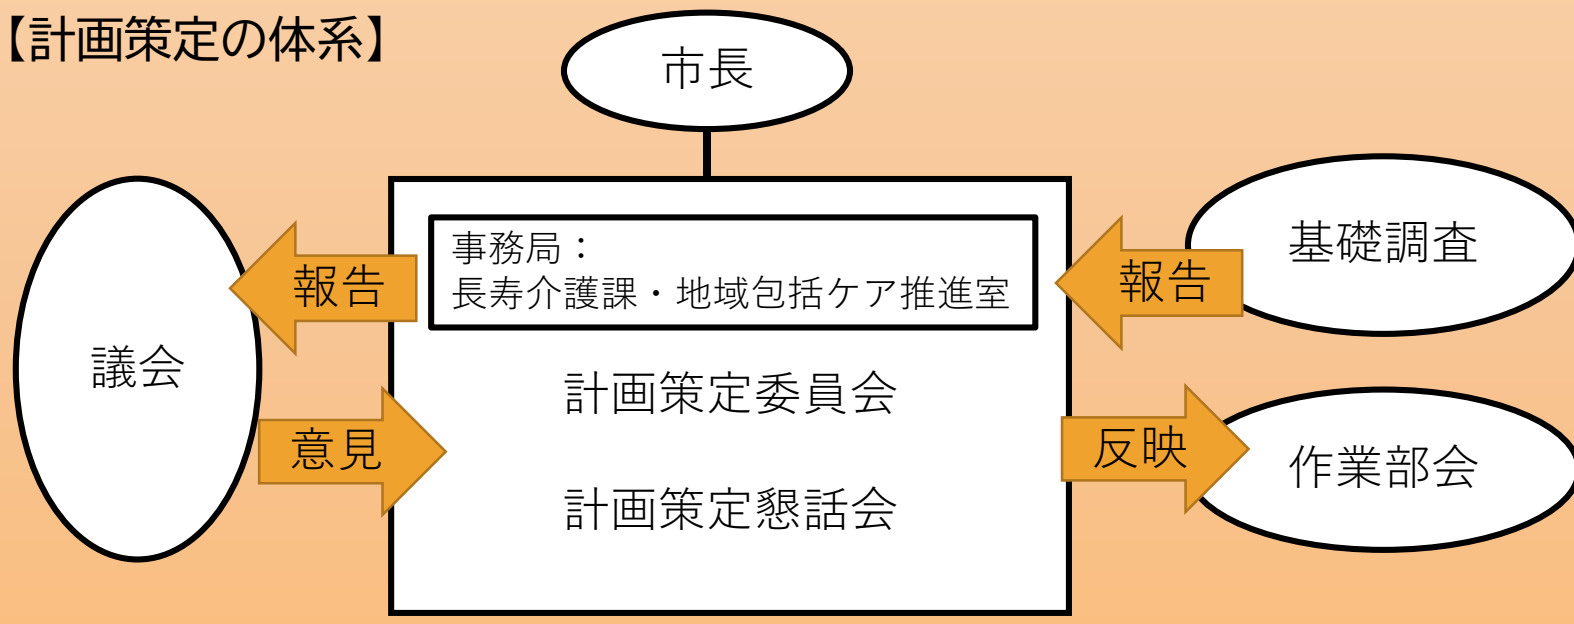 【計画策定の体系】
市長
事務局：
長寿介護課・地域包括ケア推進室
計画策定委員会
計画策定懇話会
議会
報告
意見
基礎調査
報告
反映
作業部会